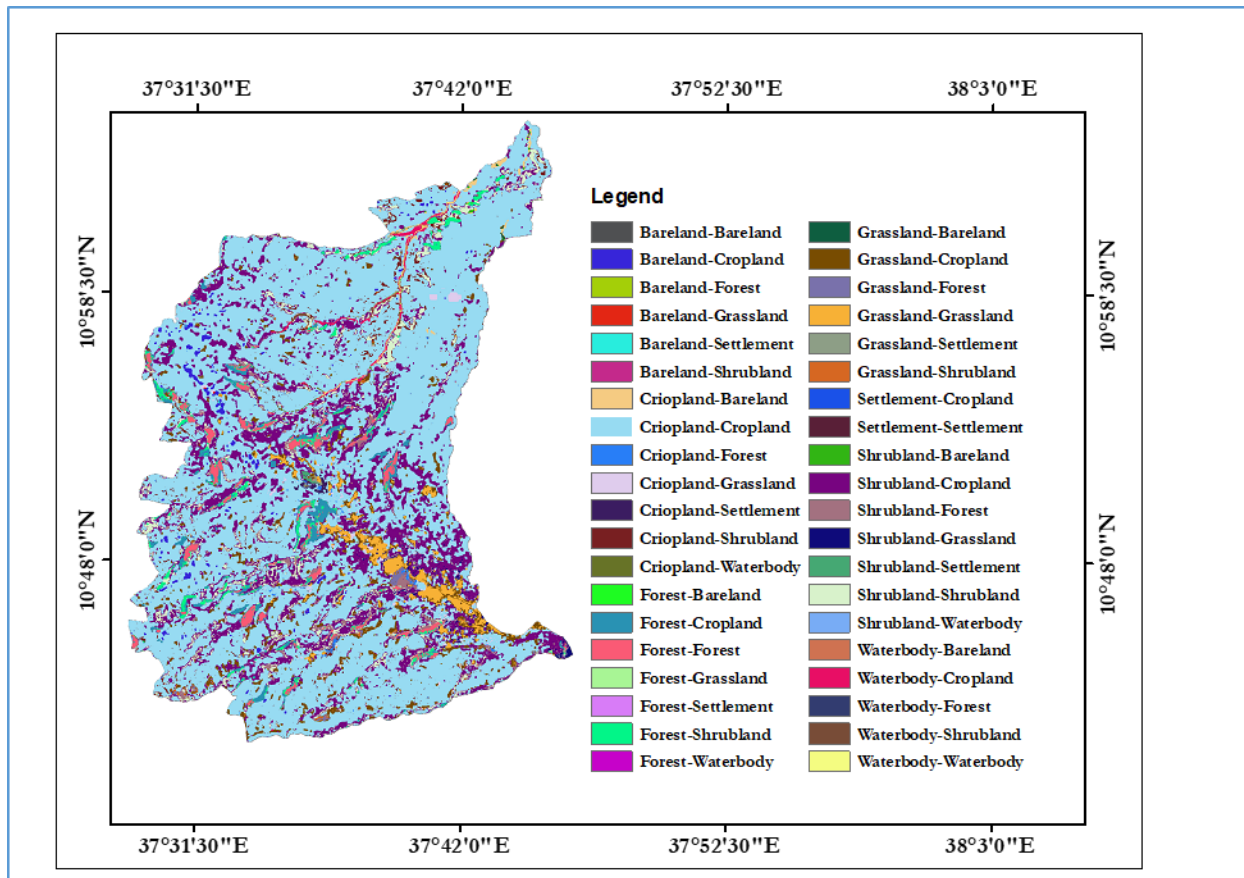 37°31'30"E 37°42'0"E 37°52'30"E 38°3'0"E
10°58'30"N
10°48'0"N
Legend
Bareland-Bareland
Bareland-Cropland
Bareland-Forest
Bareland-Grassland
Bareland-Settlement
Bareland-Shrubland
Criopland-Bareland
Criopland-Cropland
Criopland-Forest
Criopland-Grassland
Criopland-Settlement
Criopland-Shrubland
Criopland-Waterbody
Forest-Bareland
Forest-Cropland
Forest-Forest
Forest-Grassland
Forest-Settlement
Forest-Shrubland
Forest-Waterbody
Grassland-Bareland
Grassland-Cropland
Grassland-Forest
Grassland-Grassland
Grassland-Settlement
Grassland-Shrubland
Settlement-Cropland
Settlement-Settlement
Shrubland-Bareland
Shrubland-Cropland
Shrubland-Forest
Shrubland-Grassland
Shrubland-Settlement
Shrubland-Shrubland
Shrubland-Waterbody
Waterbody-Bareland
Waterbody-Cropland
Waterbody-Forest
Waterbody-Shrubland
Waterbody-Waterbody
10°58'30"N
10°48'0"N
37°31'30"E 37°42'0"E 37°52'30"E 38°3'0"E